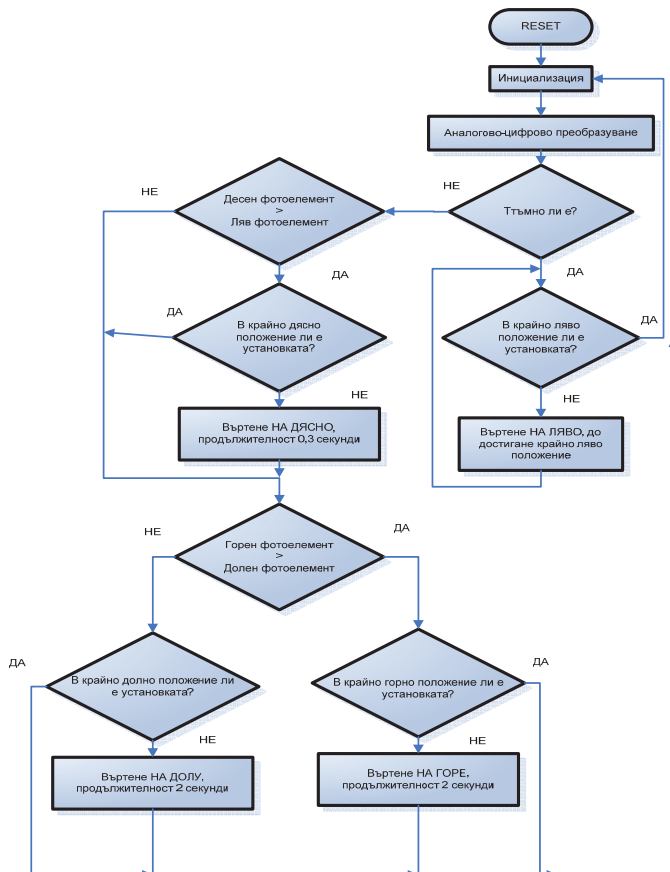 RESET
Инициализация
Аналогово-цифрово преобразуване
НЕ
НЕ
Десен фотоелемент
>
Ляв фотоелемент
Ттъмно ли е?
ДА
ДА
ДА
В крайно дясно
положение ли е
установката?
В крайно ляво
положение ли е
установката?
ДА
НЕ
НЕ
Въртене НА ДЯСНО,
продължителност 0,3 секунди
Въртене НА ЛЯВО, до
достигане крайно ляво
положение
НЕ
ДА
Горен фотоелемент
>
Долен фотоелемент
ДА
ДА
В крайно долно положение ли
е установката?
В крайно горно положение ли е
установката?
НЕ
НЕ
Въртене НА ДОЛУ,
продължителност 2 секунди
Въртене НА ГОРЕ,
продължителност 2 секунди